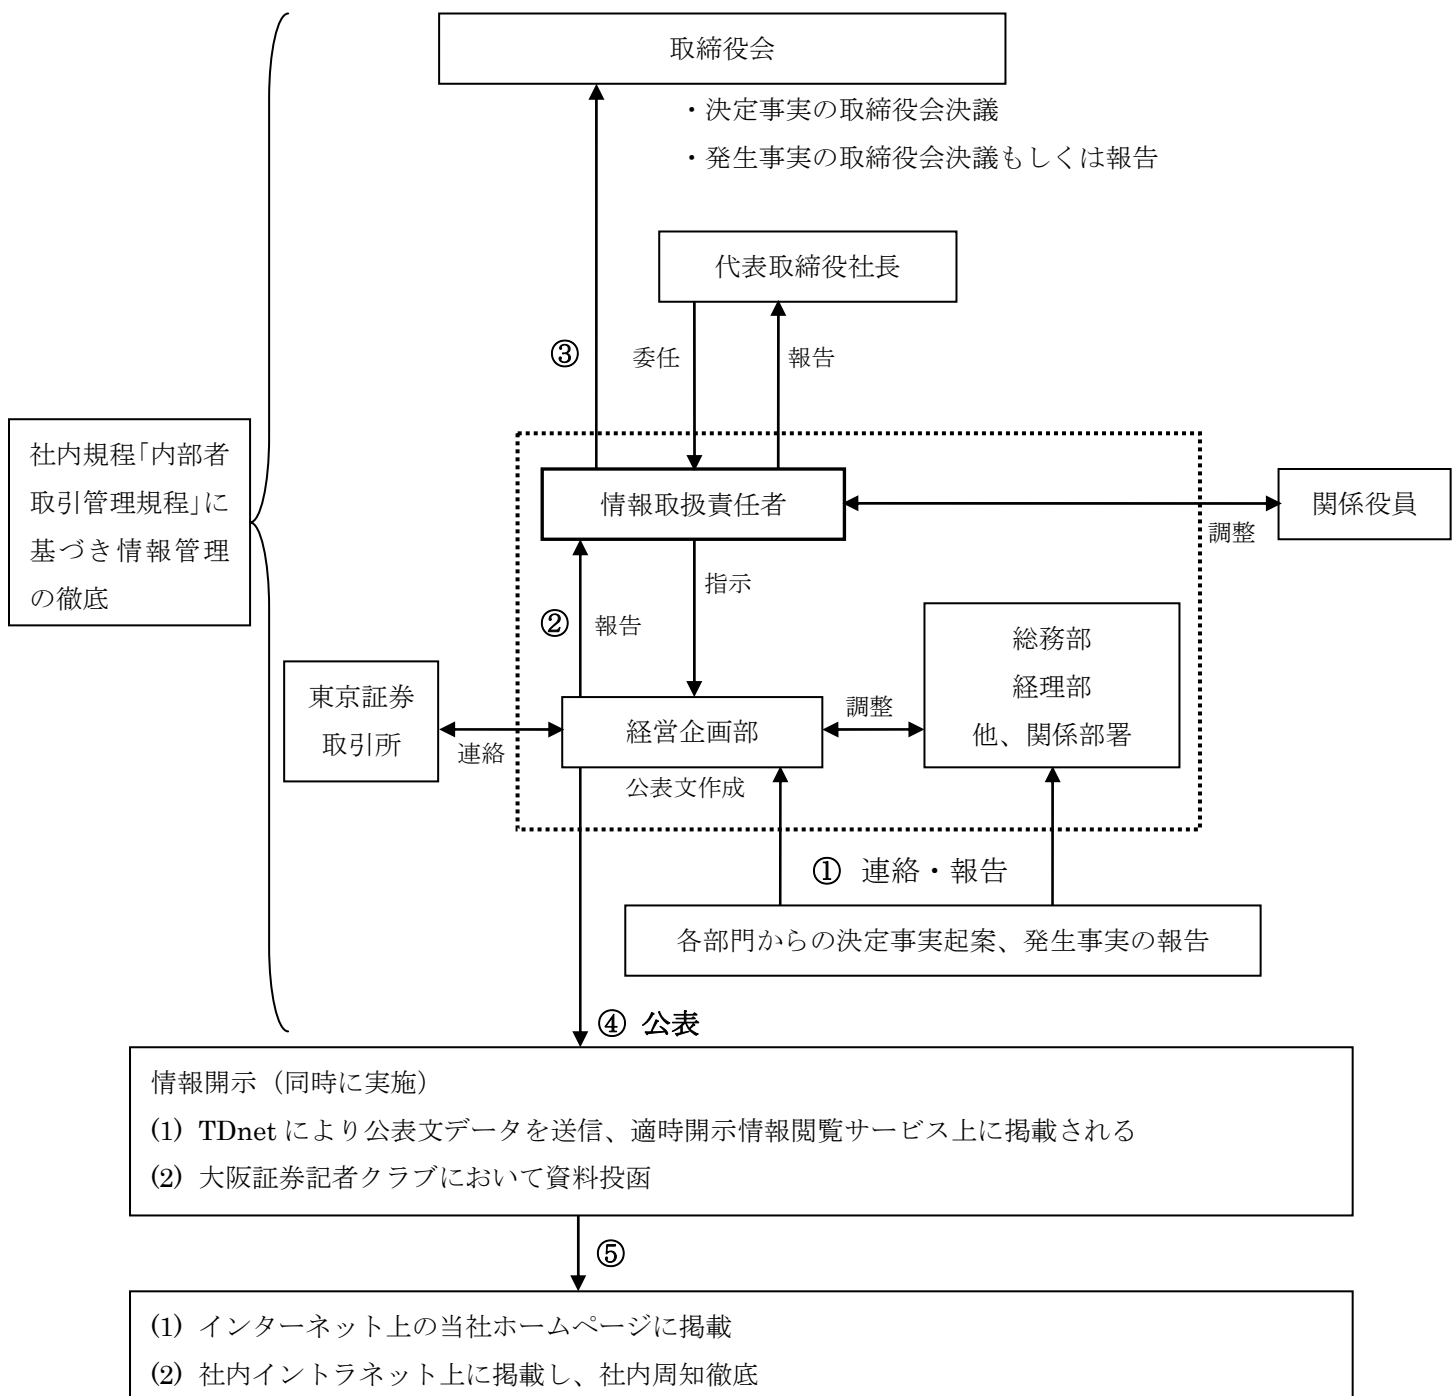 取締役会
・決定事実の取締役会決議
・発生事実の取締役会決議もしくは報告
代表取締役社長
③
委任
報告
社内規程「内部者
取引管理規程」に
基づき情報管理
の徹底
情報取扱責任者
関係役員
調整
指示
② 報告
総務部
経理部
他、関係部署
東京証券
取引所
連絡
経営企画部
調整
公表文作成
① 連絡・報告
各部門からの決定事実起案、発生事実の報告
④ 公表
情報開示（同時に実施）
(1) TDnet により公表文データを送信、適時開示情報閲覧サービス上に掲載される
(2) 大阪証券記者クラブにおいて資料投函
⑤
(1) インターネット上の当社ホームページに掲載
(2) 社内イントラネット上に掲載し、社内周知徹底